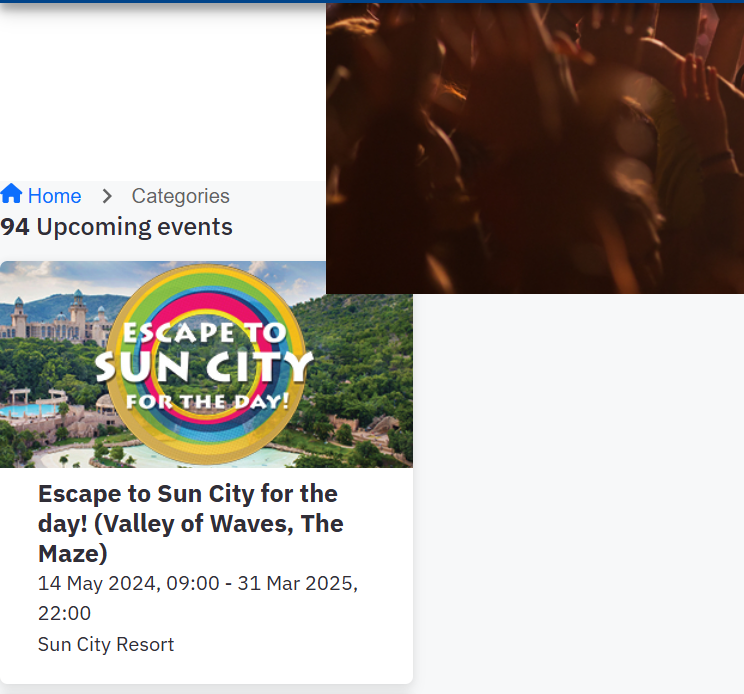 Home > Categories
94 Upcoming events
ESCAPE TO
SUN CITY
FOR THE DAY!
Escape to Sun City for the
day! (Valley of Waves, The
Maze)
14 May 2024, 09:00 - 31 Mar 2025,
22:00
Sun City Resort